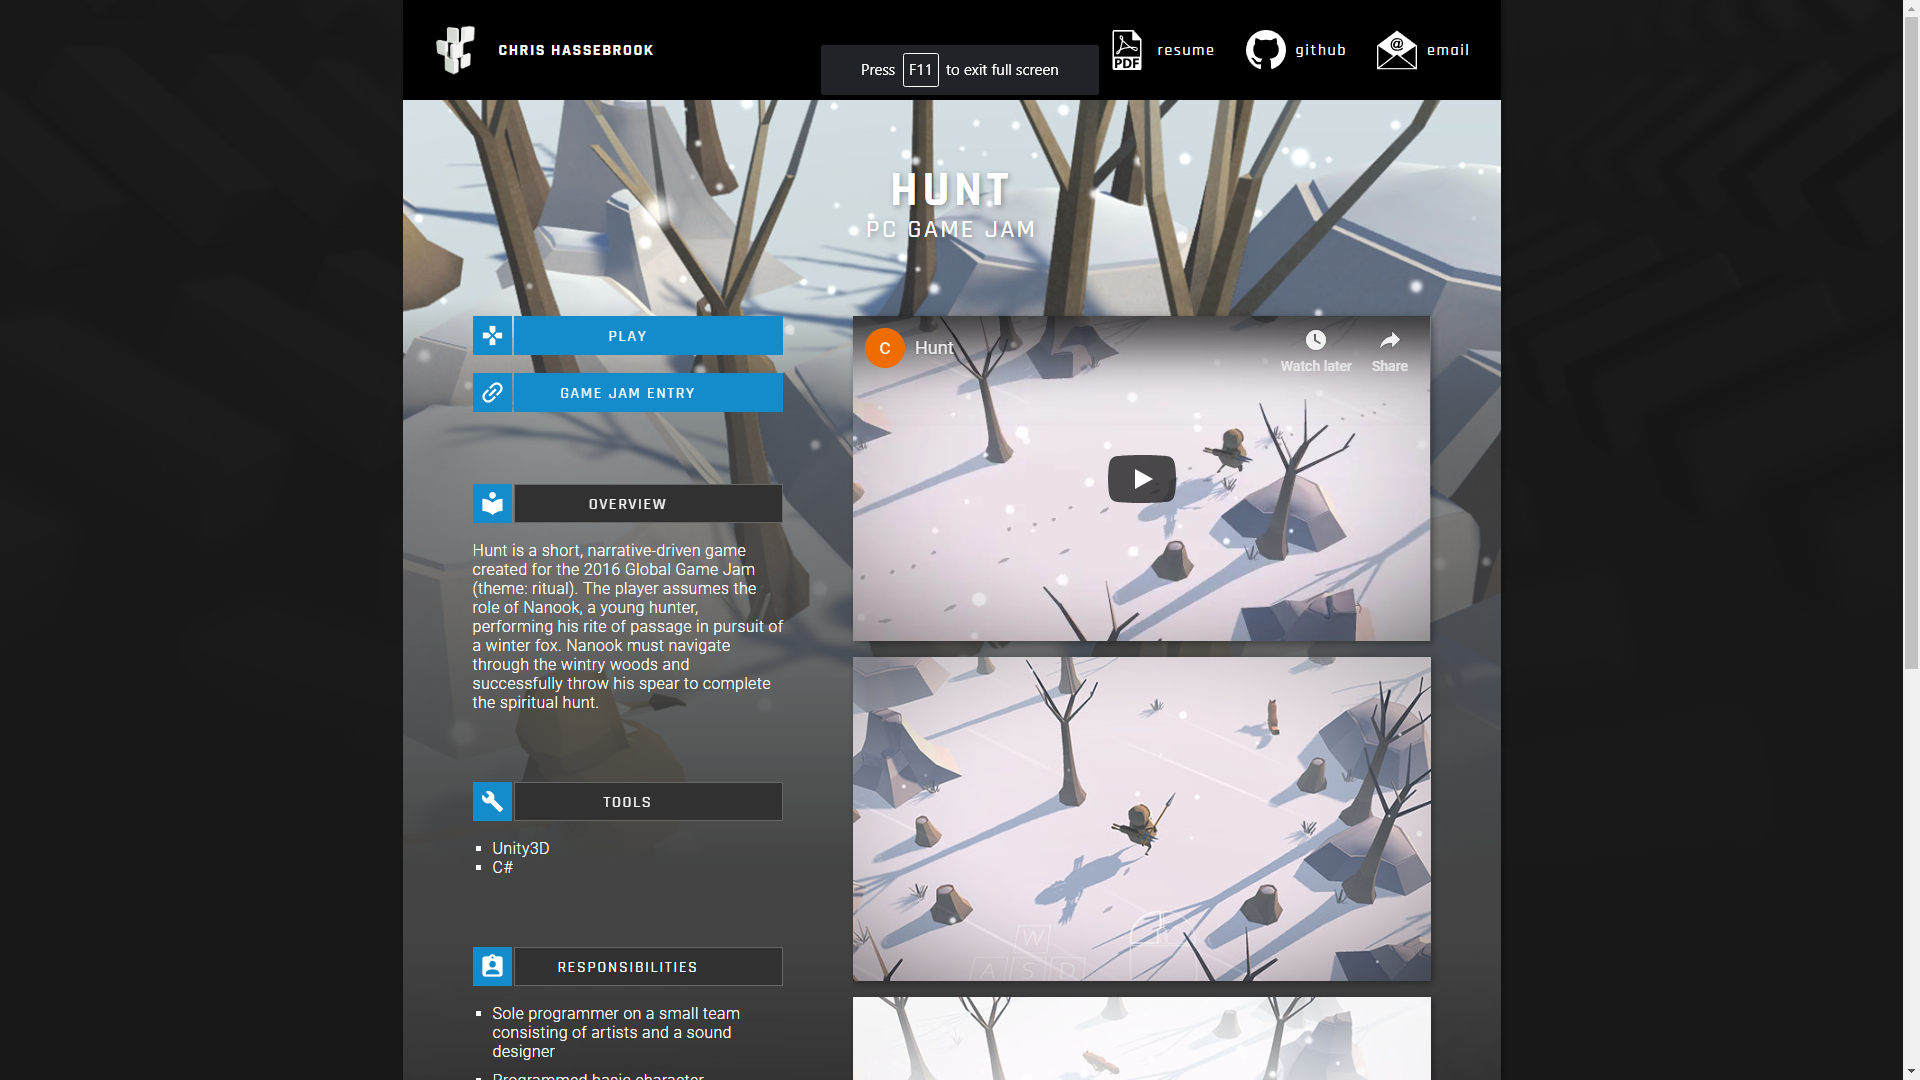 CHRIS HASSEBROOK
Press F11 to exit full screen
PDF
resume
github
@
email
HUNT
PC GAME JAM
PLAY
GAME JAM ENTRY
OVERVIEW
Hunt is a short, narrative-driven game
created for the 2016 Global Game Jam
(theme: ritual). The player assumes the
role of Nanook, a young hunter,
performing his rite of passage in pursuit of
a winter fox. Nanook must navigate
through the wintry woods and
successfully throw his spear to complete
the spiritual hunt.
TOOLS
Unity3D
C#
RESPONSIBILITIES
Sole programmer on a small team
consisting of artists and a sound
designer
Programmed basic character
C
Hunt
Watch later
Share
W
A S D